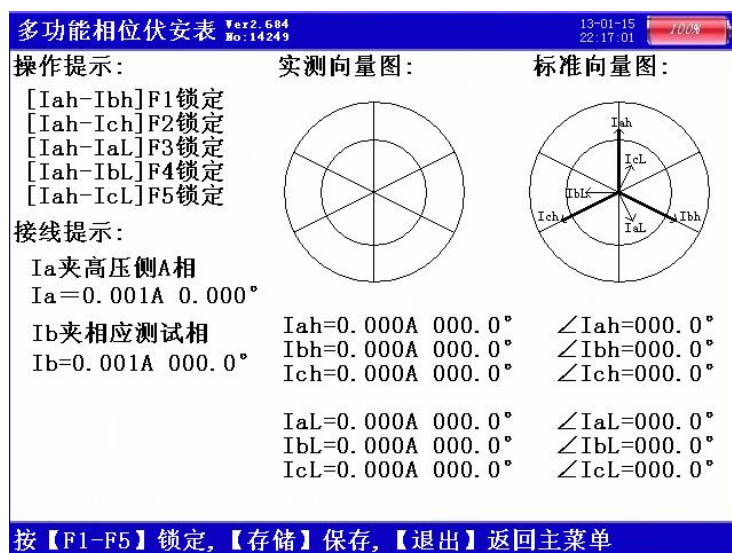 多功能相位伏安表 Ver2.684
No:14249
13-01-15
22:17:01
100%
操作提示:
[Iah-Ibh]F1锁定
[Iah-Ich]F2锁定
[Iah-IaL]F3锁定
[Iah-IbL]F4锁定
[Iah-IcL]F5锁定
接线提示:
Ia夹高压侧A相
Ia=0.001A 0.000°
Ib夹相应测试相
Ib=0.001A 000.0°
实测向量图:
标准向量图:
Iah
IcL
IbL
Ich
IaL
Ibh
Iah=0.000A 000.0°
Ibh=0.000A 000.0°
Ich=0.000A 000.0°
IaL=0.000A 000.0°
IbL=0.000A 000.0°
IcL=0.000A 000.0°
∠Iah=000.0°
∠Ibh=000.0°
∠Ich=000.0°
∠IaL=000.0°
∠IbL=000.0°
∠IcL=000.0°
按【F1-F5】锁定,【存储】保存,【退出】返回主菜单